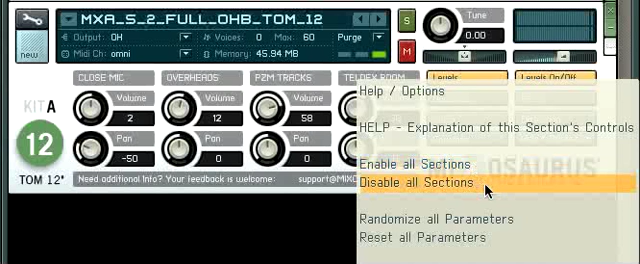 MXA_S_2_FULL_OHB_TOM_12
S
Tune
0.00
Output: OH
Voices: 0 Max: 60
Purge
new
Midi Ch: omni
Memory: 45.94 MB
M
CLOSE MIC
OVERHEADS
PZM TRACKS
TELDEX ROOM
Levels
Levels On/Off
Help / Options
KIT A
Volume
2
Volume
12
Volume
58
HELP - Explanation of this Section's Controls
12
Pan
-50
Pan
0
Pan
0
Enable all Sections
OSAURUS
TOM 12"
Need additional Info? Your feedback is welcome:
Disable all Sections
Randomize all Parameters
Reset all Parameters